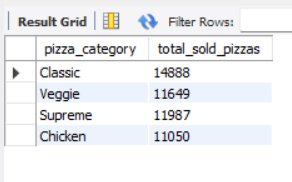 Result Grid Filter Rows:
pizza_category total_sold_pizzas
Classic 14888
Veggie 11649
Supreme 11987
Chicken 11050